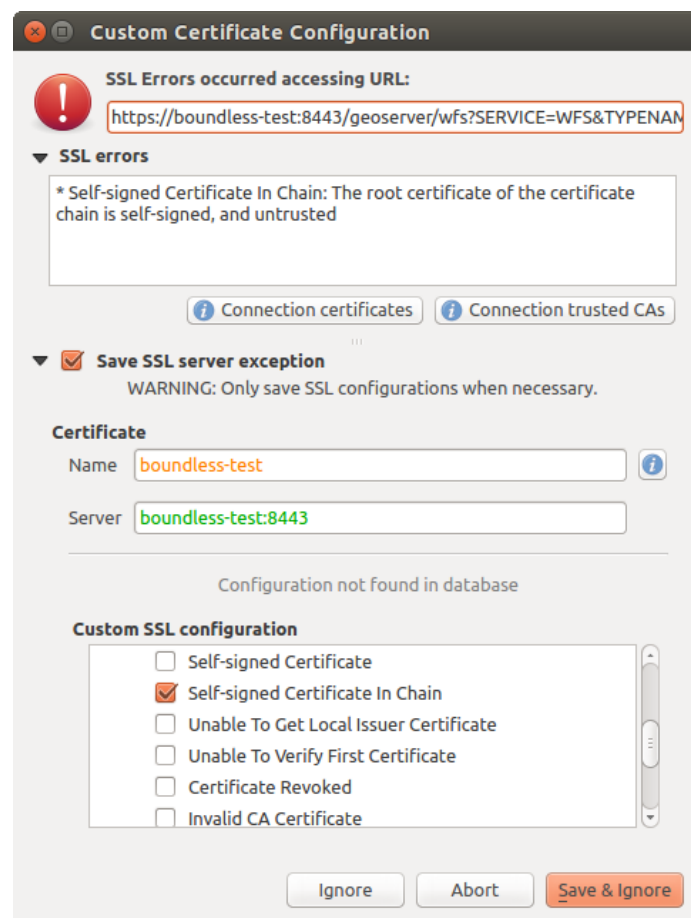 Custom Certificate Configuration
SSL Errors occurred accessing URL:
https://boundless-test:8443/geoserver/wfs?SERVICE=WFS&TYPENAM
SSL errors
* Self-signed Certificate In Chain: The root certificate of the certificate
chain is self-signed, and untrusted
Connection certificates
Connection trusted CAs
Save SSL server exception
WARNING: Only save SSL configurations when necessary.
Certificate
Name boundless-test
Server boundless-test:8443
Configuration not found in database
Custom SSL configuration
Self-signed Certificate
Self-signed Certificate In Chain
Unable To Get Local Issuer Certificate
Unable To Verify First Certificate
Certificate Revoked
Invalid CA Certificate
Ignore
Abort
Save & Ignore